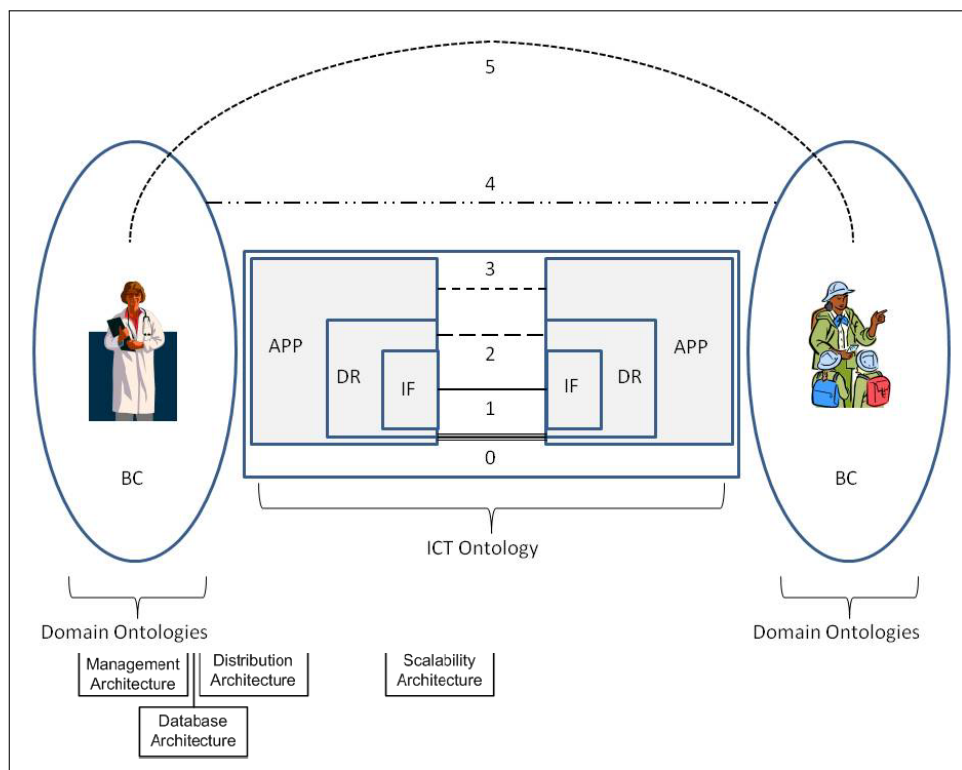 5
4
3
APP
APP
2
DR
DR
IF
IF
1
0
BC
BC
ICT Ontology
Domain Ontologies
Domain Ontologies
Management
Architecture
Distribution
Architecture
Scalability
Architecture
Database
Architecture